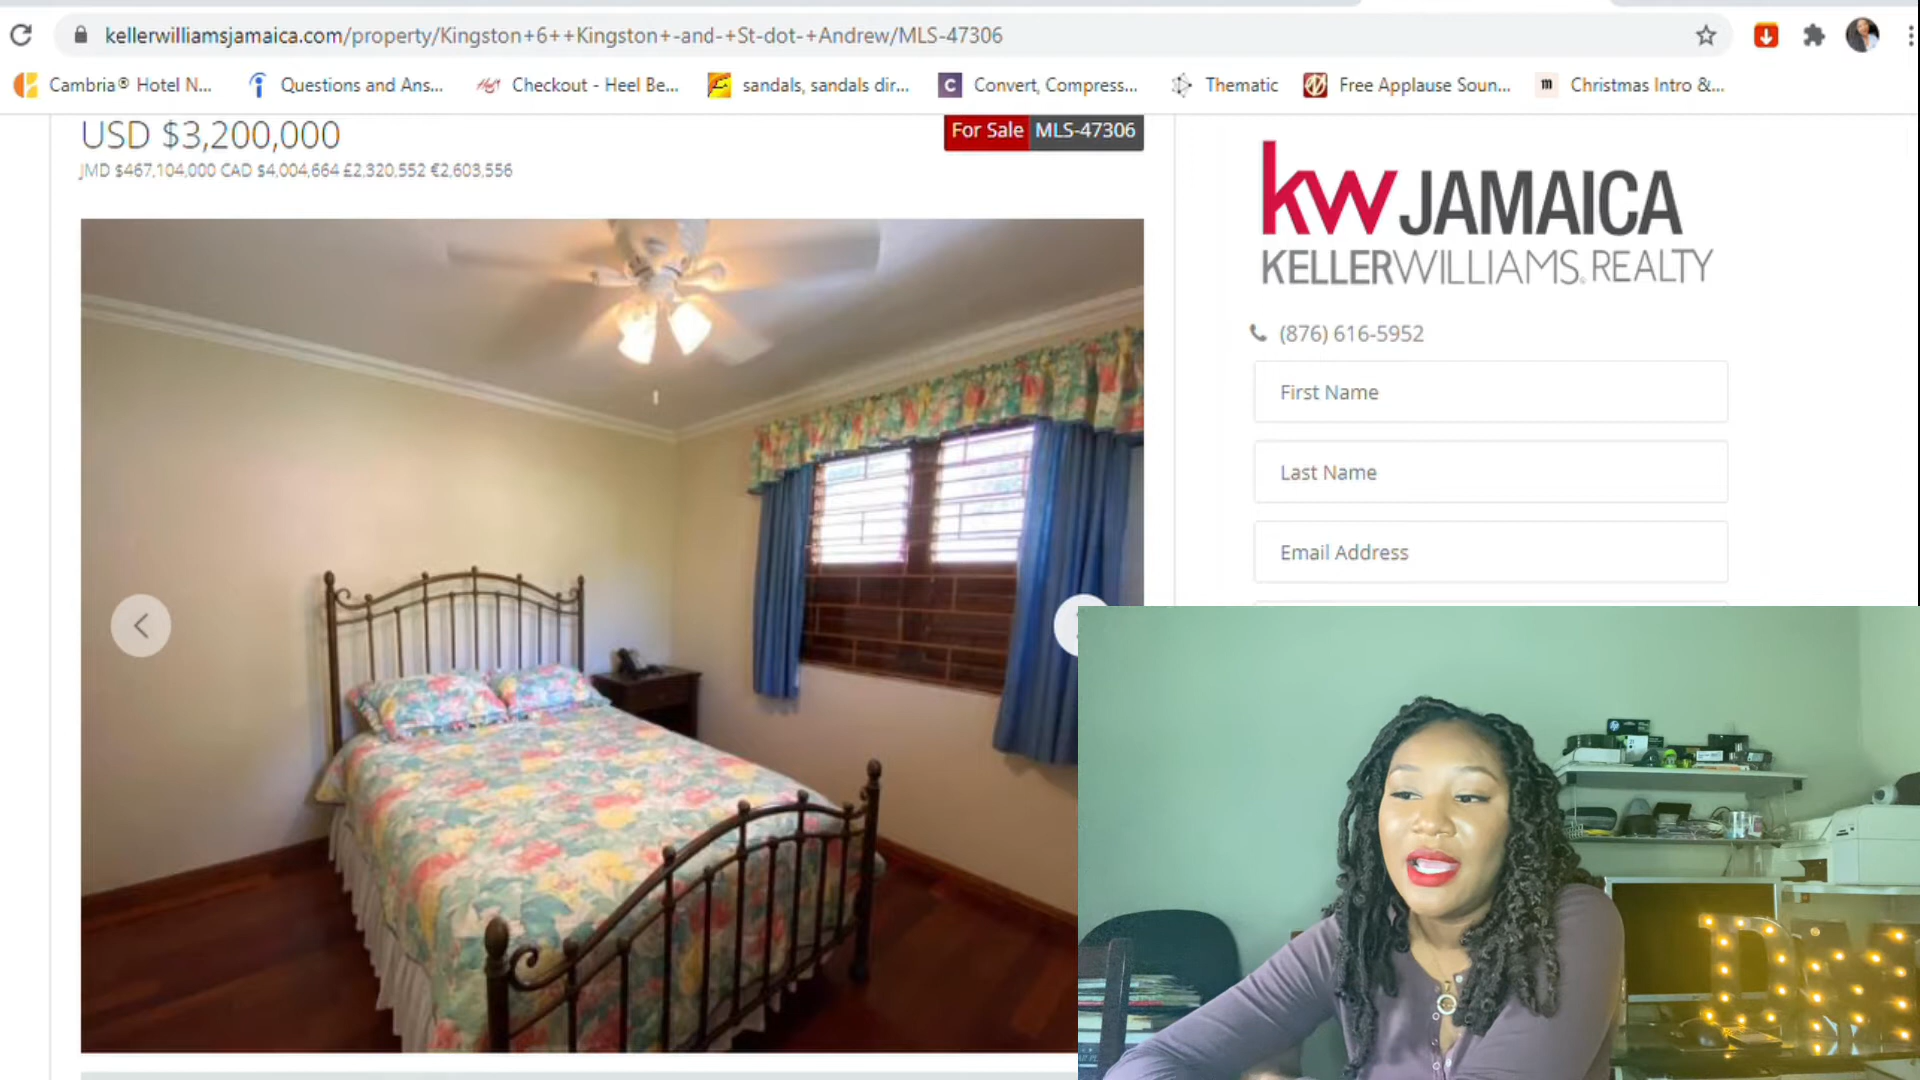 kellerwilliamsjamaica.com/property/Kingston+6++Kingston+-and-+St-dot-+Andrew/MLS-47306
Cambria® Hotel N...
Questions and Ans...
Checkout - Heel Be...
sandals, sandals dir...
C
Convert, Compress...
Thematic
Free Applause Soun...
m
Christmas Intro &...
USD $3,200,000
For Sale
MLS-47306
JMD $467,104,000 CAD $4,004,664 £2,320,552 €2,603,556
kw JAMAICA
KELLERWILLIAMS. REALTY
(876) 616-5952
First Name
Last Name
Email Address
hp
DM